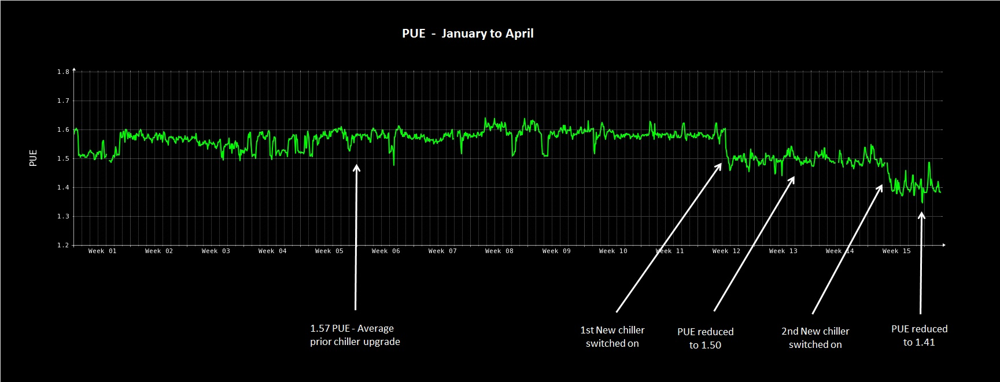 PUE - January to April
1.8
1.7
1.6
1.5
1.4
1.3
1.2
PUE
Week 01 Week 02 Week 03 Week 04 Week 05 Week 06 Week 07 Week 08 Week 09 Week 10 Week 11 Week 12 Week 13 Week 14 Week 15
1.57 PUE - Average
prior chiller upgrade
1st New chiller
switched on
PUE reduced
to 1.50
2nd New chiller
switched on
PUE reduced
to 1.41